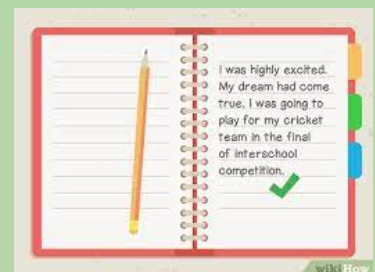 I was highly excited.
My dream had come
true. I was going to
play for my cricket
team in the final
of interschool
competition.
wikiHow